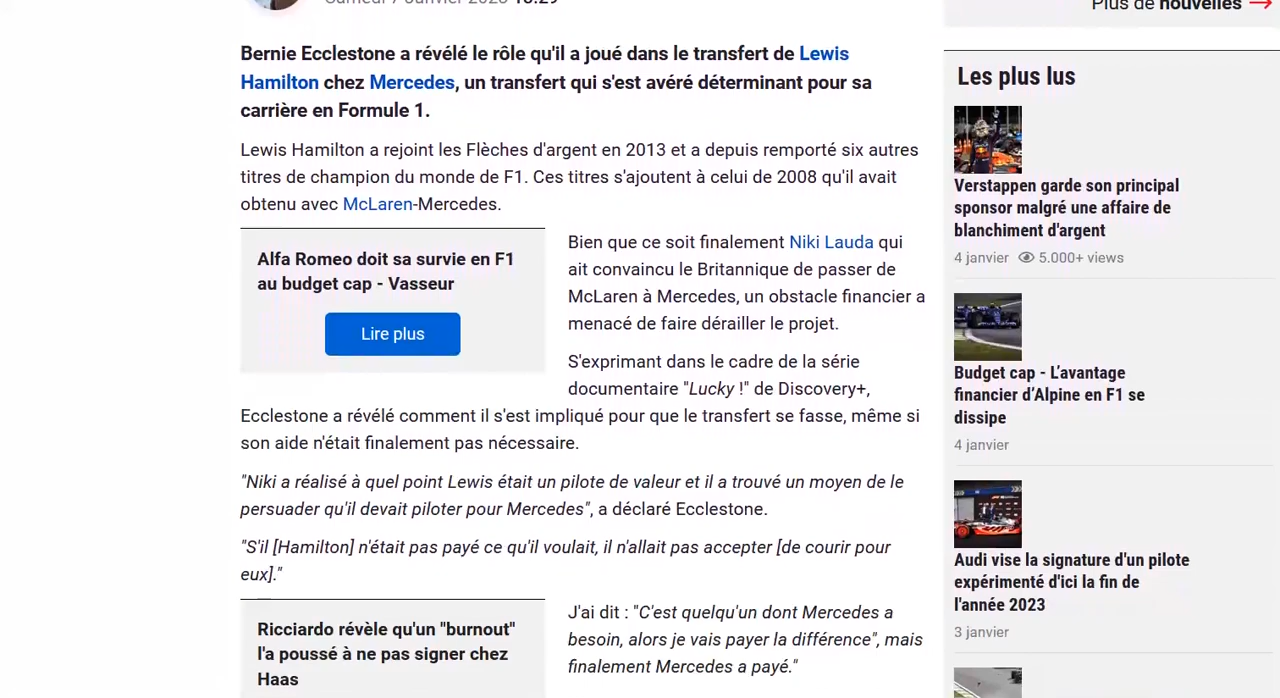 Samedi 7 Janvier 2023 13:29
Bernie Ecclestone a révélé le rôle qu'il a joué dans le transfert de Lewis
Hamilton chez Mercedes, un transfert qui s'est avéré déterminant pour sa
carrière en Formule 1.
Lewis Hamilton a rejoint les Flèches d'argent en 2013 et a depuis remporté six autres
titres de champion du monde de F1. Ces titres s'ajoutent à celui de 2008 qu'il avait
obtenu avec McLaren-Mercedes.
Alfa Romeo doit sa survie en F1
au budget cap - Vasseur
Lire plus
Bien que ce soit finalement Niki Lauda qui
ait convaincu le Britannique de passer de
McLaren à Mercedes, un obstacle financier a
menacé de faire dérailler le projet.
S'exprimant dans le cadre de la série
documentaire "Lucky !" de Discovery+,
Ecclestone a révélé comment il s'est impliqué pour que le transfert se fasse, même si
son aide n'était finalement pas nécessaire.
"Niki a réalisé à quel point Lewis était un pilote de valeur et il a trouvé un moyen de le
persuader qu'il devait piloter pour Mercedes", a déclaré Ecclestone.
"S'il [Hamilton] n'était pas payé ce qu'il voulait, il n'allait pas accepter [de courir pour
eux]."
Ricciardo révèle qu'un "burnout"
l'a poussé à ne pas signer chez
Haas
J'ai dit : "C'est quelqu'un dont Mercedes a
besoin, alors je vais payer la différence", mais
finalement Mercedes a payé."
Plus de nouvelles
Les plus lus
Verstappen garde son principal
sponsor malgré une affaire de
blanchiment d'argent
4 janvier 5.000+ views
Budget cap - L’avantage
financier d’Alpine en F1 se
dissipe
4 janvier
Audi vise la signature d'un pilote
expérimenté d'ici la fin de
l'année 2023
3 janvier